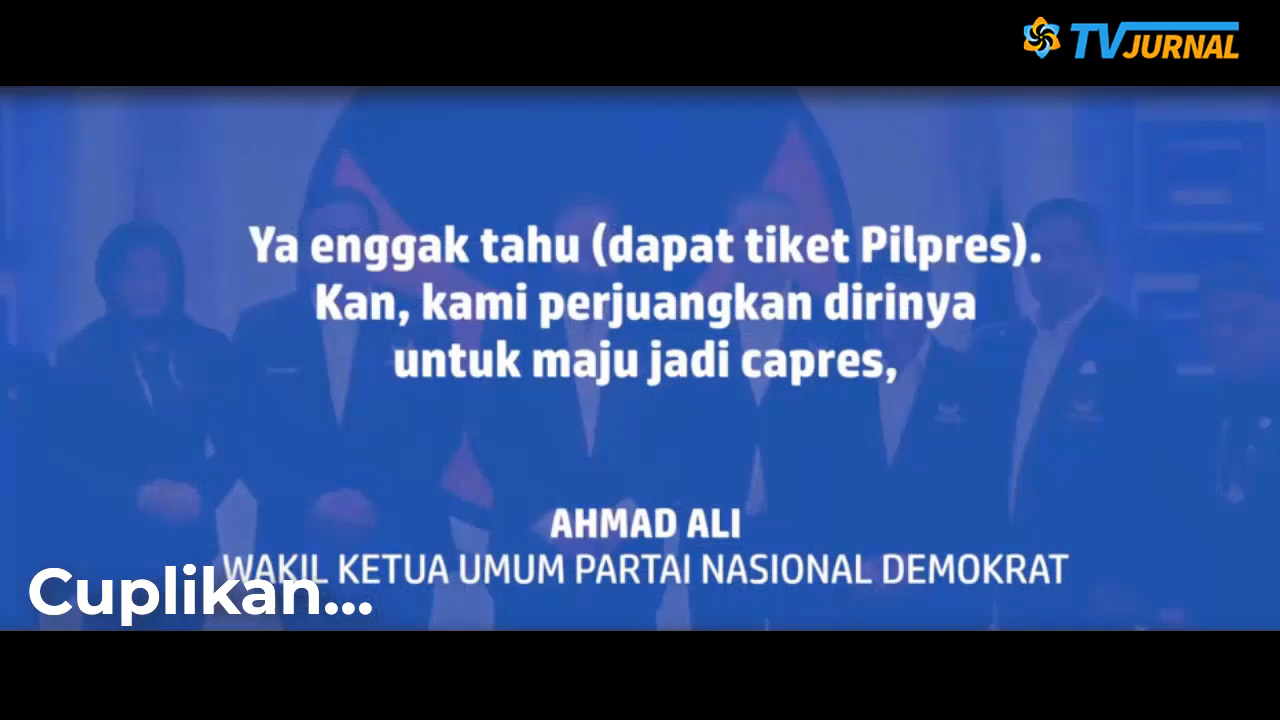 TVJURNAL
Ya enggak tahu (dapat tiket Pilpres).
Kan, kami perjuangkan dirinya
untuk maju jadi capres,
AHMAD ALI
WAKIL KETUA UMUM PARTAI NASIONAL DEMOKRAT
Cuplikan...